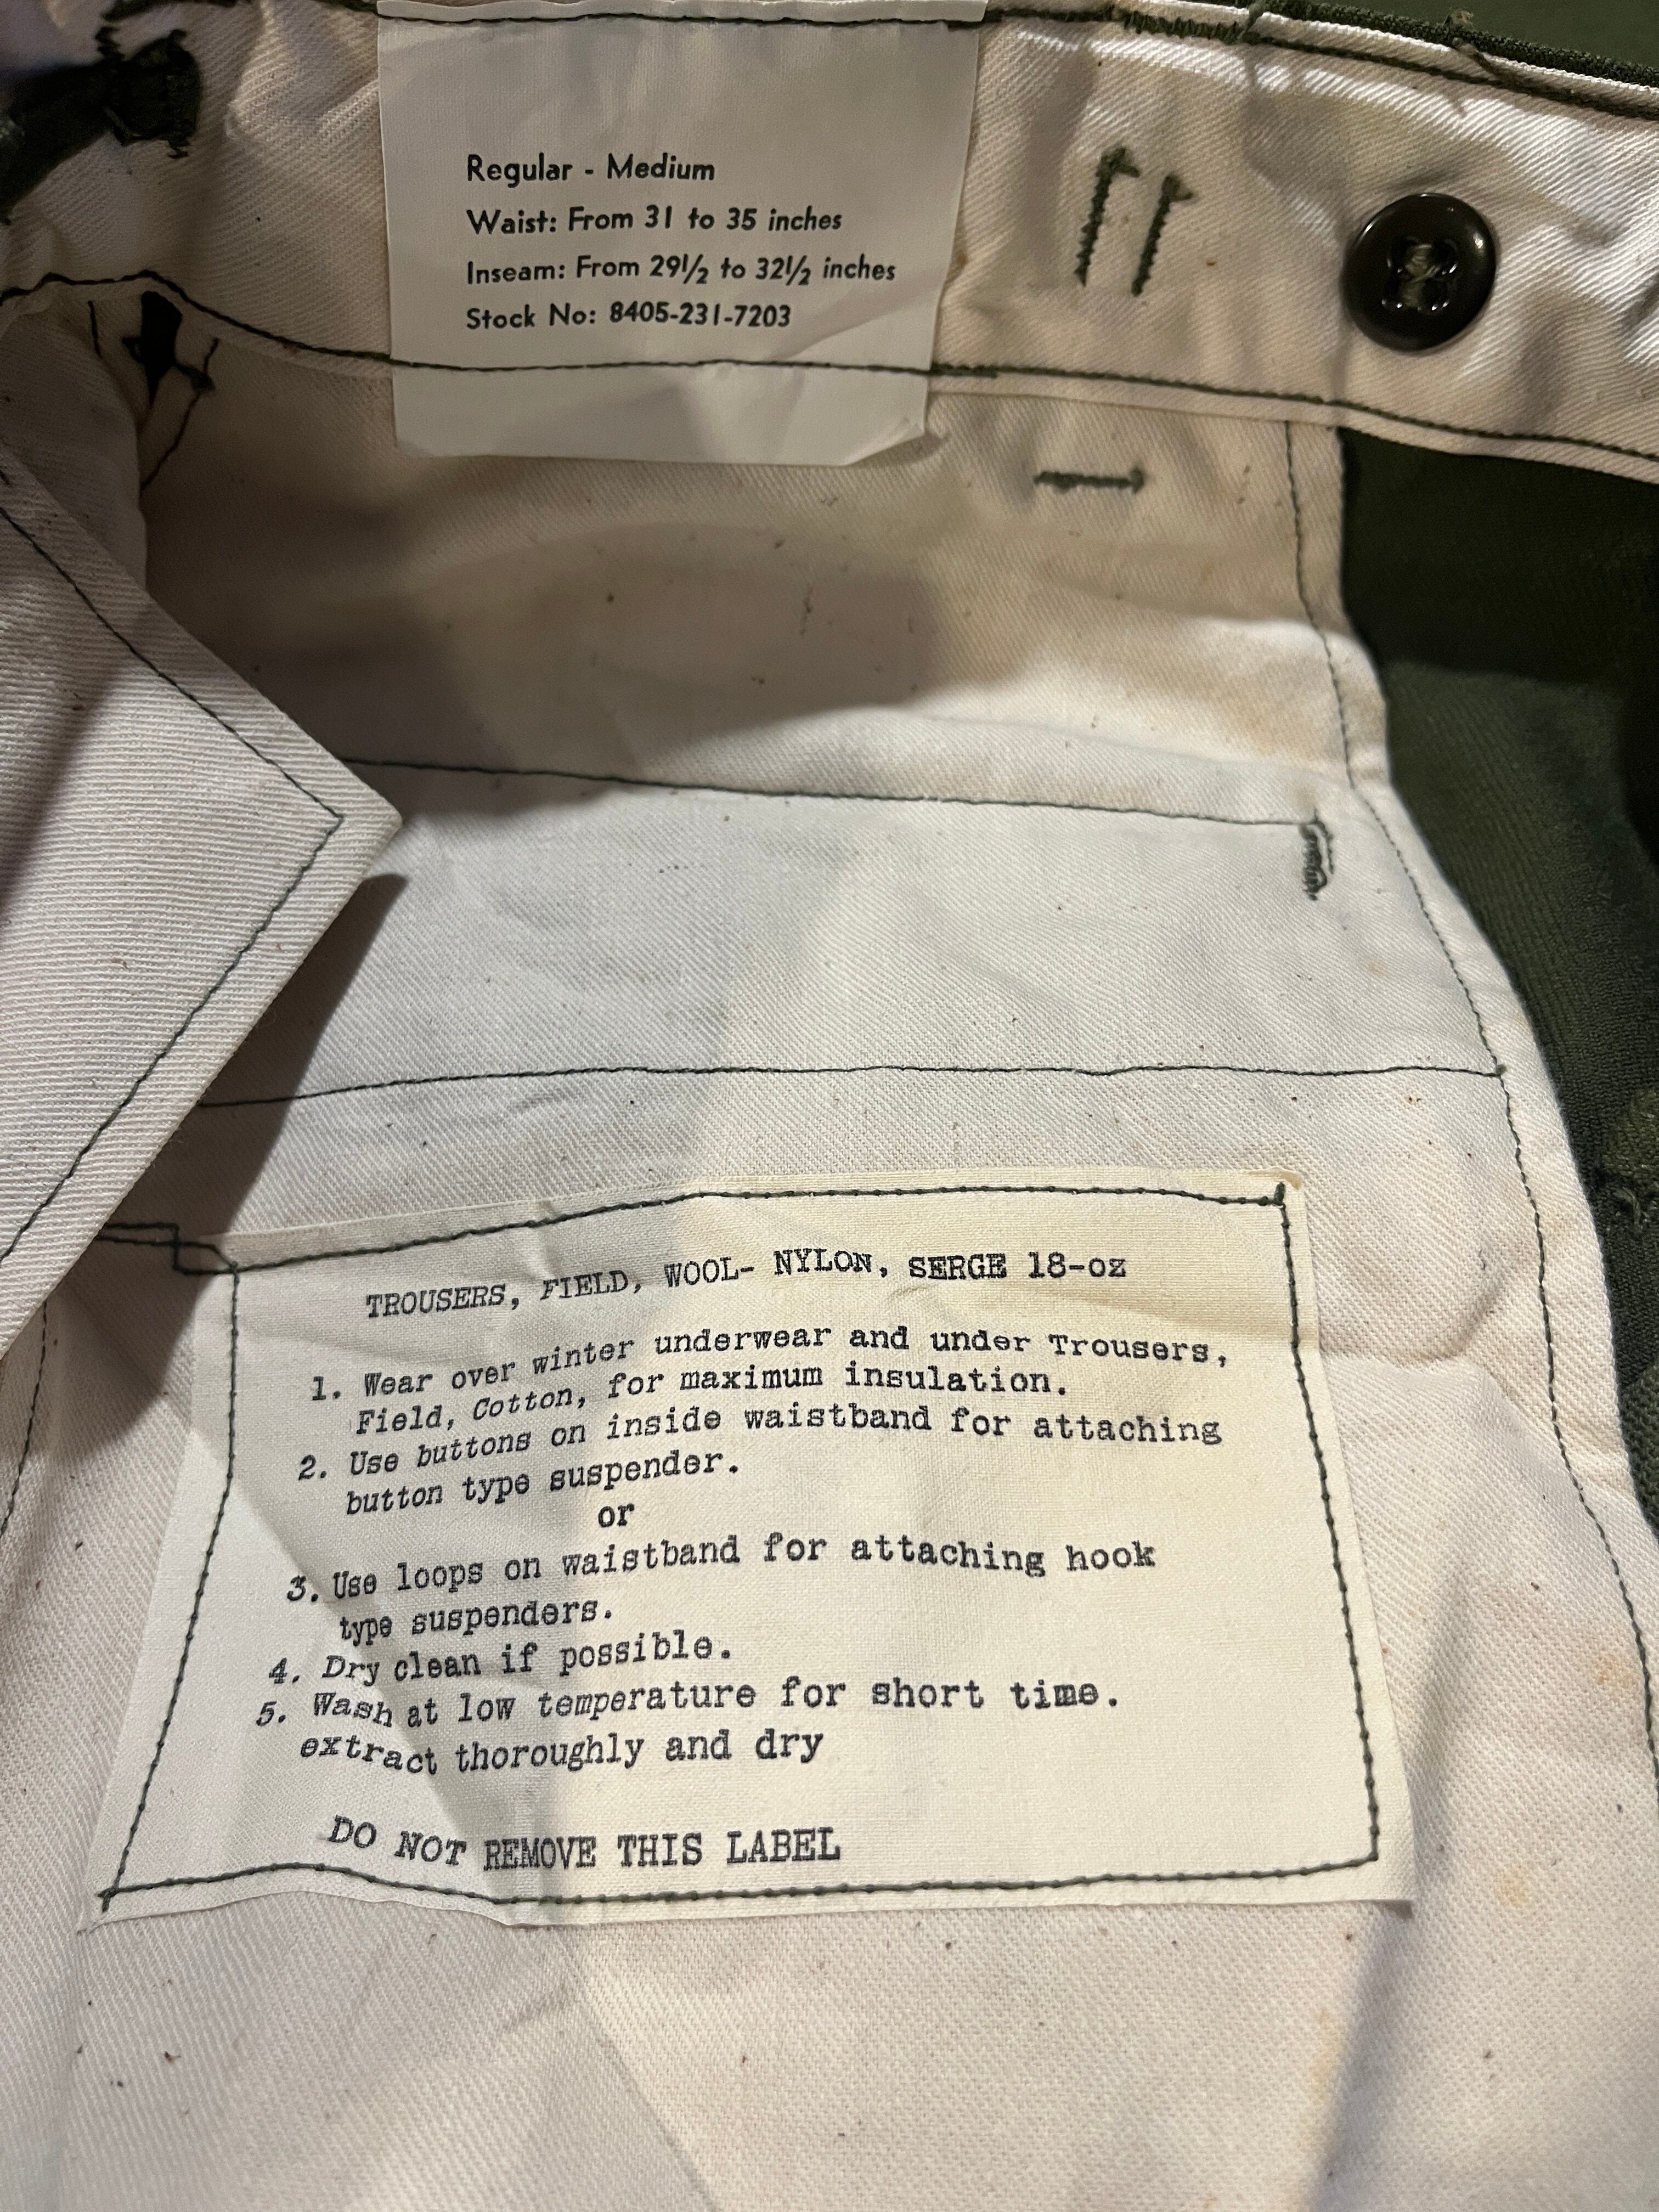 Regular - Medium
Waist: From 31 to 35 inches
Inseam: From 29½ to 32½ inches
Stock No: 8405-231-7203
TROUSERS, FIELD, WOOL- NYLON, SERGE 18-oz
1. Wear over winter underwear and under Trousers,
Field, Cotton, for maximum insulation.
2. Use buttons on inside waistband for attaching
button type suspender.
or
3. Use loops on waistband for attaching hook
type suspenders.
4. Dry clean if possible.
5. Wash at low temperature for short time.
extract thoroughly and dry
DO NOT REMOVE THIS LABEL